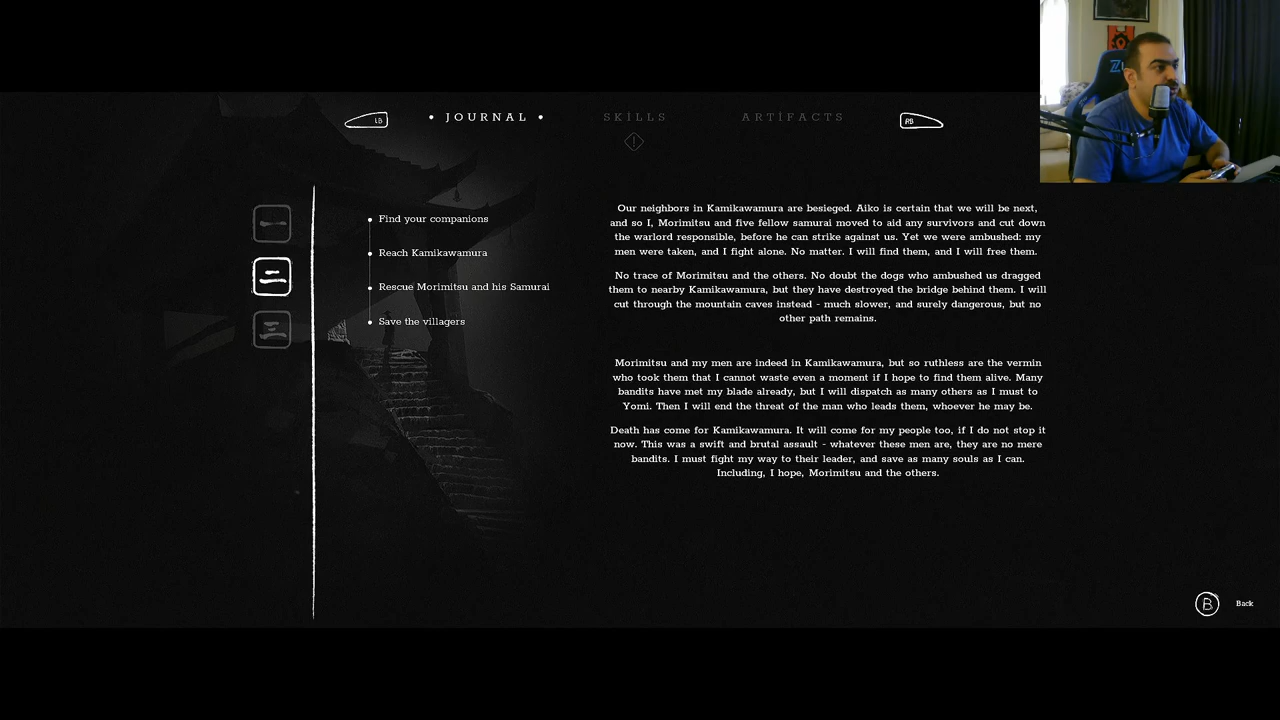 LB
• JOURNAL •
SKİLLS
ARTİFACTS
RB
!
一
二
三
Find your companions
Reach Kamikawamura
Rescue Morimitsu and his Samurai
Save the villagers
Our neighbors in Kamikawamura are besieged. Aiko is certain that we will be next,
and so I, Morimitsu and five fellow samurai moved to aid any survivors and cut down
the warlord responsible, before he can strike against us. Yet we were ambushed: my
men were taken, and I fight alone. No matter. I will find them, and I will free them.
No trace of Morimitsu and the others. No doubt the dogs who ambushed us dragged
them to nearby Kamikawamura, but they have destroyed the bridge behind them. I will
cut through the mountain caves instead - much slower, and surely dangerous, but no
other path remains.
Morimitsu and my men are indeed in Kamikawamura, but so ruthless are the vermin
who took them that I cannot waste even a moment if I hope to find them alive. Many
bandits have met my blade already, but I will dispatch as many others as I must to
Yomi. Then I will end the threat of the man who leads them, whoever he may be.
Death has come for Kamikawamura. It will come for my people too, if I do not stop it
now. This was a swift and brutal assault - whatever these men are, they are no mere
bandits. I must fight my way to their leader, and save as many souls as I can.
Including, I hope, Morimitsu and the others.
B
Back